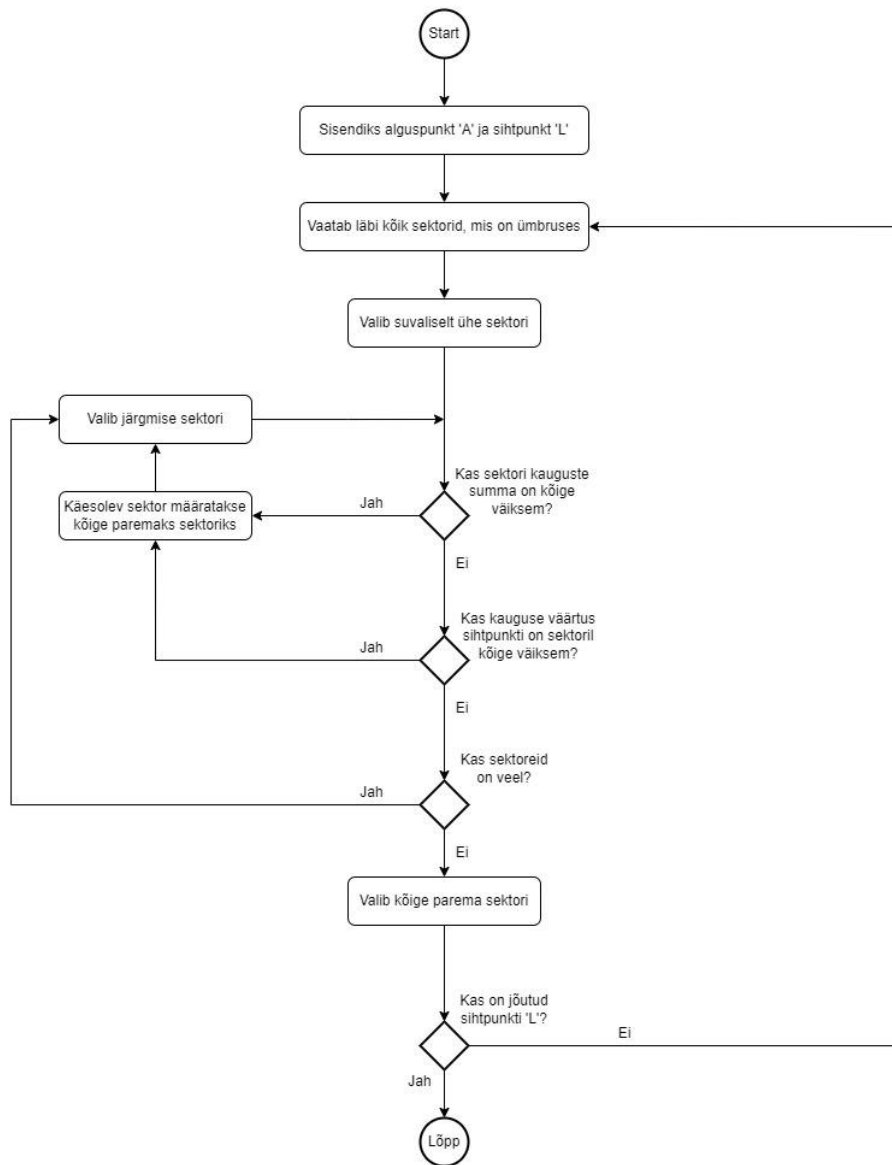 Start
Sisendiks alguspunkt 'A' ja sihtpunkt 'L'
Vaatab läbi kõik sektorid, mis on ümbruses
Valib suvaliselt ühe sektori
Valib järgmise sektori
Kas sektori kauguste
summa on kõige
väiksem?
Jah
Käesolev sektor määratakse
kõige paremaks sektoriks
Ei
Kas kauguse väärtus
sihtpunkti on sektoril
kõige väiksem?
Jah
Ei
Kas sektoreid
on veel?
Jah
Ei
Valib kõige parema sektori
Kas on jõutud
sihtpunkti 'L'?
Ei
Jah
Lõpp